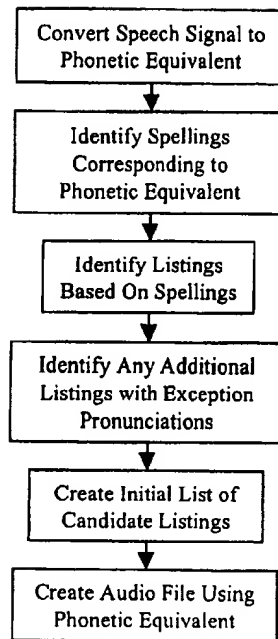 Convert Speech Signal to
Phonetic Equivalent
Identify Spellings
Corresponding to
Phonetic Equivalent
Identify Listings
Based On Spellings
Identify Any Additional
Listings with Exception
Pronunciations
Create Initial List of
Candidate Listings
Create Audio File Using
Phonetic Equivalent